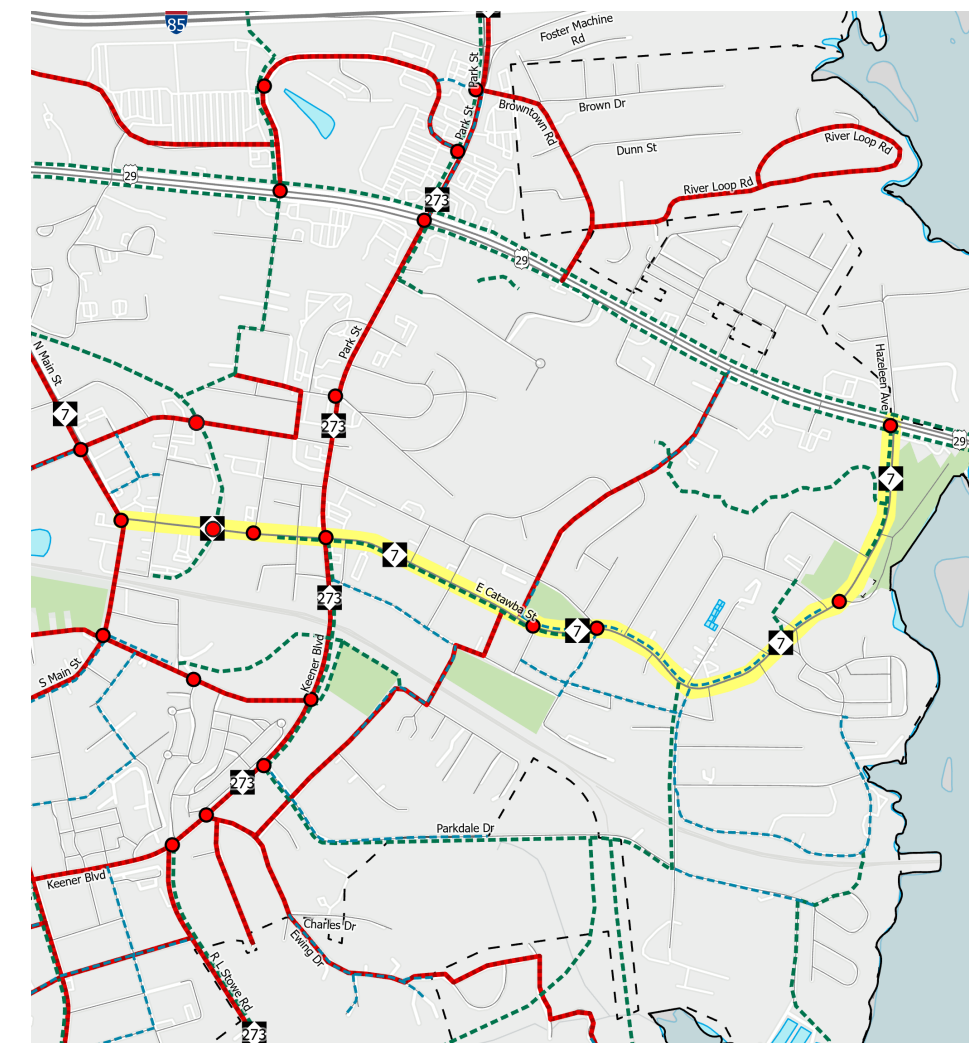 85
Foster Machine
Rd
Park St
Brown Dr
Browntown Rd
Park St
River Loop Rd
Dunn St
29
River Loop Rd
273
29
Park St
N Main St
Hazeleen Ave
7
273
29
7
7
E Catawba St
273
7
7
Keener Blvd
S Main St
273
Parkdale Dr
Keener Blvd
Charles Dr
Ewing Dr
R L Stowe Rd
273